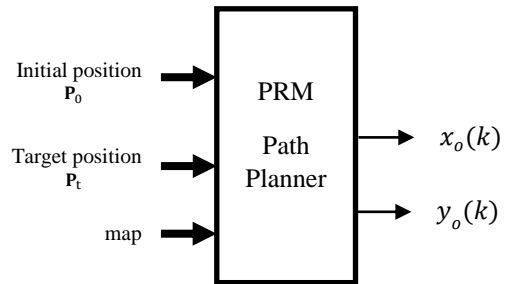 Initial position
P₀
Target position
Pₜ
map
PRM
Path
Planner
xₒ(k)
yₒ(k)